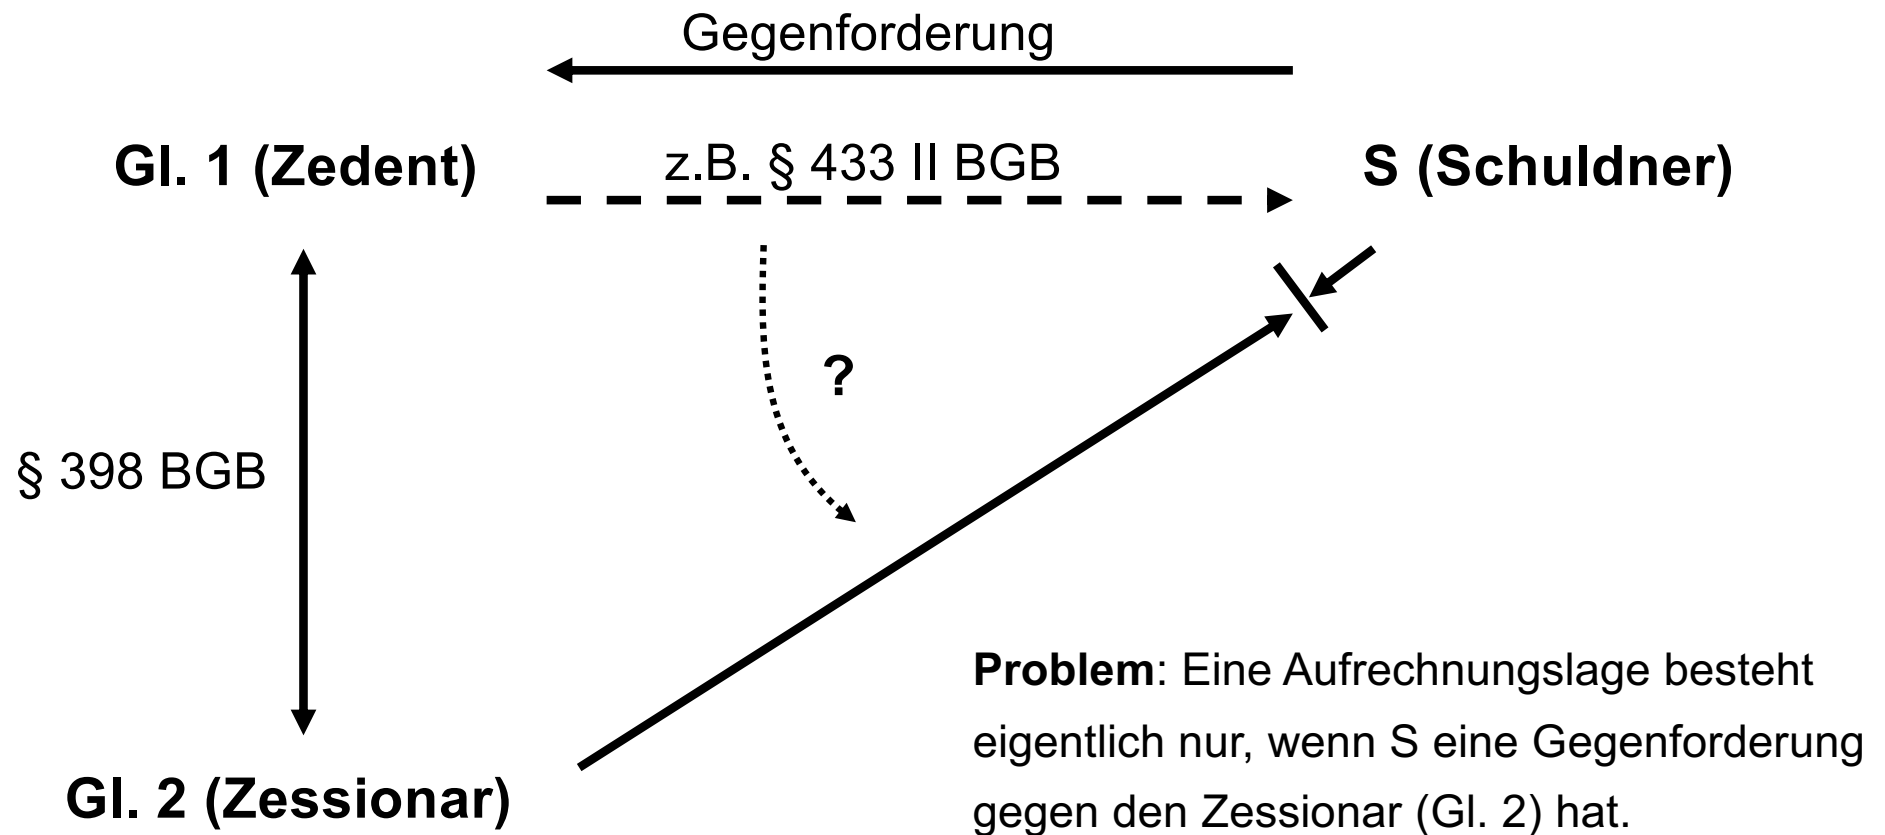 Gegenforderung
Gl. 1 (Zedent)
z.B. § 433 II BGB
S (Schuldner)
?
§ 398 BGB
Problem: Eine Aufrechnungslage besteht
eigentlich nur, wenn S eine Gegenforderung
gegen den Zessionar (Gl. 2) hat.
Gl. 2 (Zessionar)